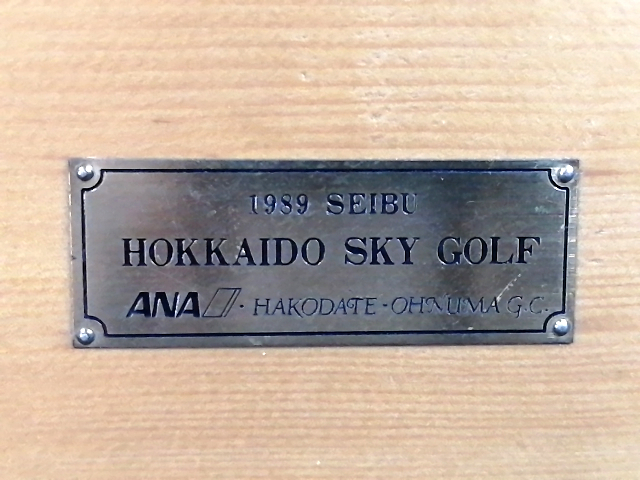 1989 SEIBU
HOKKAIDO SKY GOLF
ANA · HAKODATE - OHNUMA G.C.